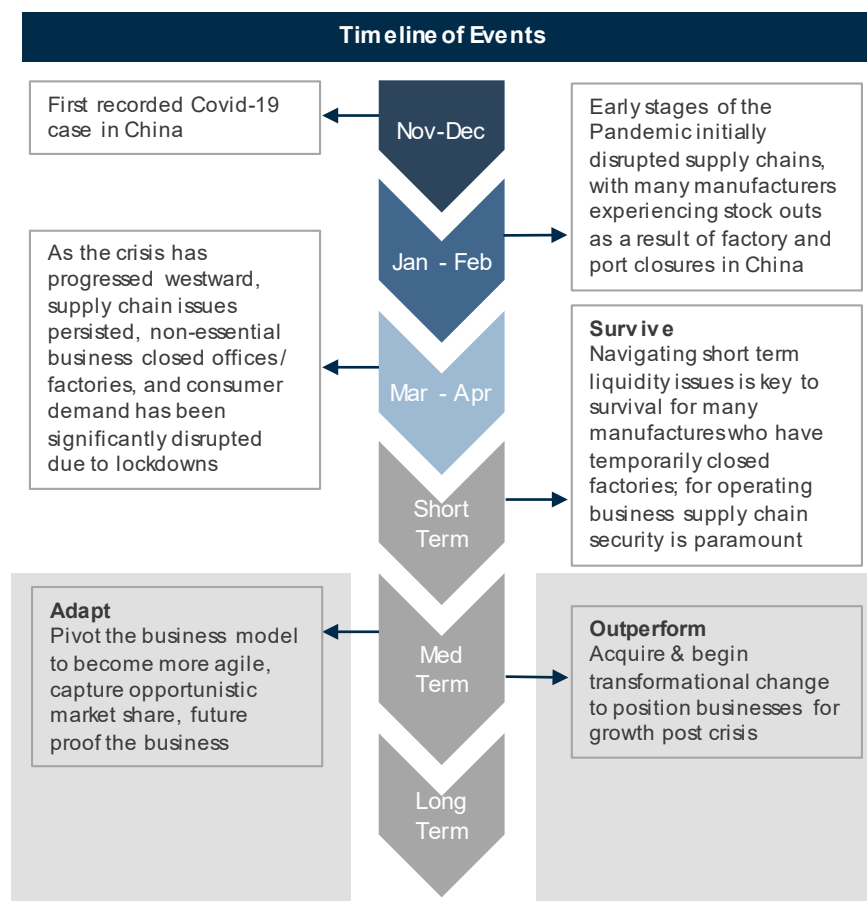 Timeline of Events
First recorded Covid-19
case in China
Nov-Dec
Early stages of the
Pandemic initially
disrupted supply chains,
with many manufacturers
experiencing stock outs
as a result of factory and
port closures in China
Jan - Feb
As the crisis has
progressed westward,
supply chain issues
persisted, non-essential
business closed offices/
factories, and consumer
demand has been
significantly disrupted
due to lockdowns
Mar - Apr
Survive
Navigating short term
liquidity issues is key to
survival for many
manufactures who have
temporarily closed
factories; for operating
business supply chain
security is paramount
Short
Term
Adapt
Pivot the business model
to become more agile,
capture opportunistic
market share, future
proof the business
Med
Term
Outperform
Acquire & begin
transformational change
to position businesses for
growth post crisis
Long
Term